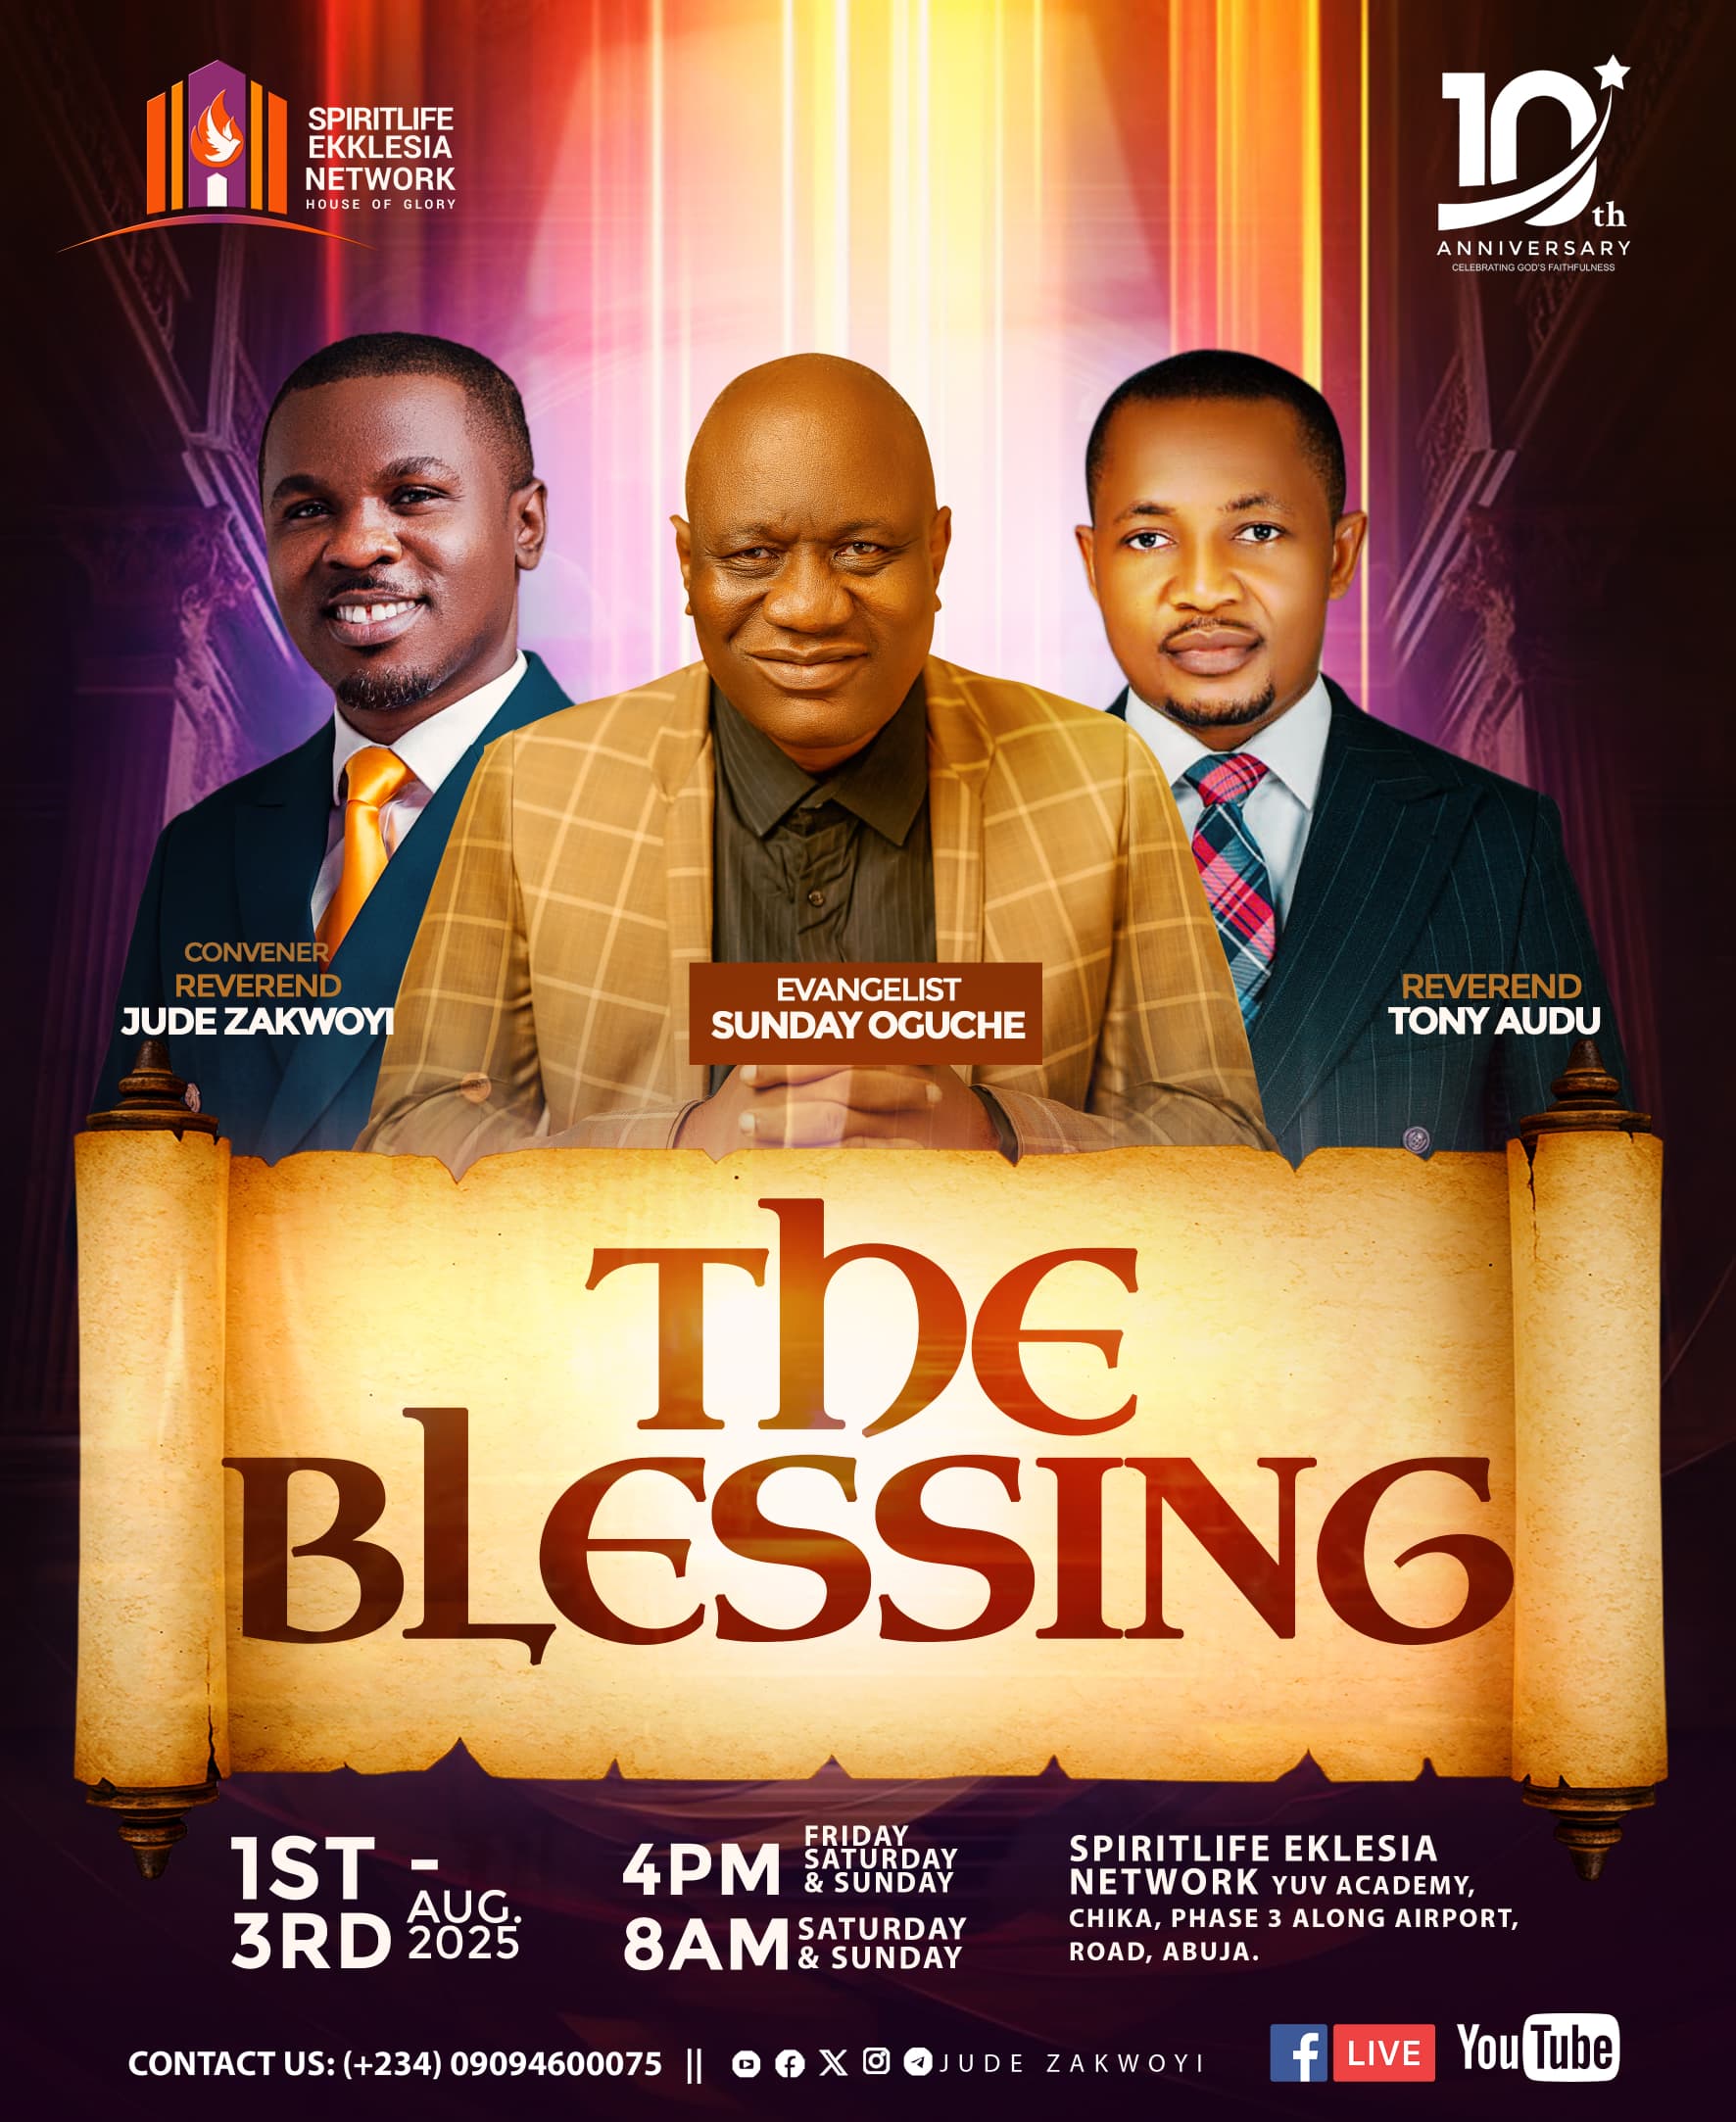 SPIRITLIFE
EKKLESIA
NETWORK
HOUSE OF GLORY
10th
ANNIVERSARY
CELEBRATING GOD'S FAITHFULNESS
CONVENER
REVEREND
JUDE ZAKWOYI
EVANGELIST
SUNDAY OGUCHE
REVEREND
TONY AUDU
THE
BLESSING
1ST -
3RD AUG.
2025
4PM FRIDAY
SATURDAY
& SUNDAY
8AM SATURDAY
& SUNDAY
SPIRITLIFE EKLESIA
NETWORK YUV ACADEMY,
CHIKA, PHASE 3 ALONG AIRPORT,
ROAD, ABUJA.
CONTACT US: (+234) 09094600075 || JUDE ZAKWOYI
f LIVE YouTube